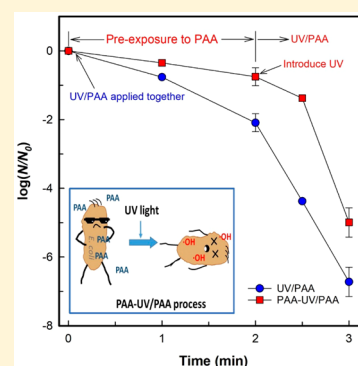 Pre-exposure to PAA
UV/PAA
Introduce UV
UV/PAA applied together
log(N/N0)
0
-2
-4
-6
-8
PAA
PAA
PAA
PAA
PAA
PAA
E. coli
UV light
·OH
·OH
·OH
PAA-UV/PAA process
UV/PAA
PAA-UV/PAA
0
1
2
3
Time (min)